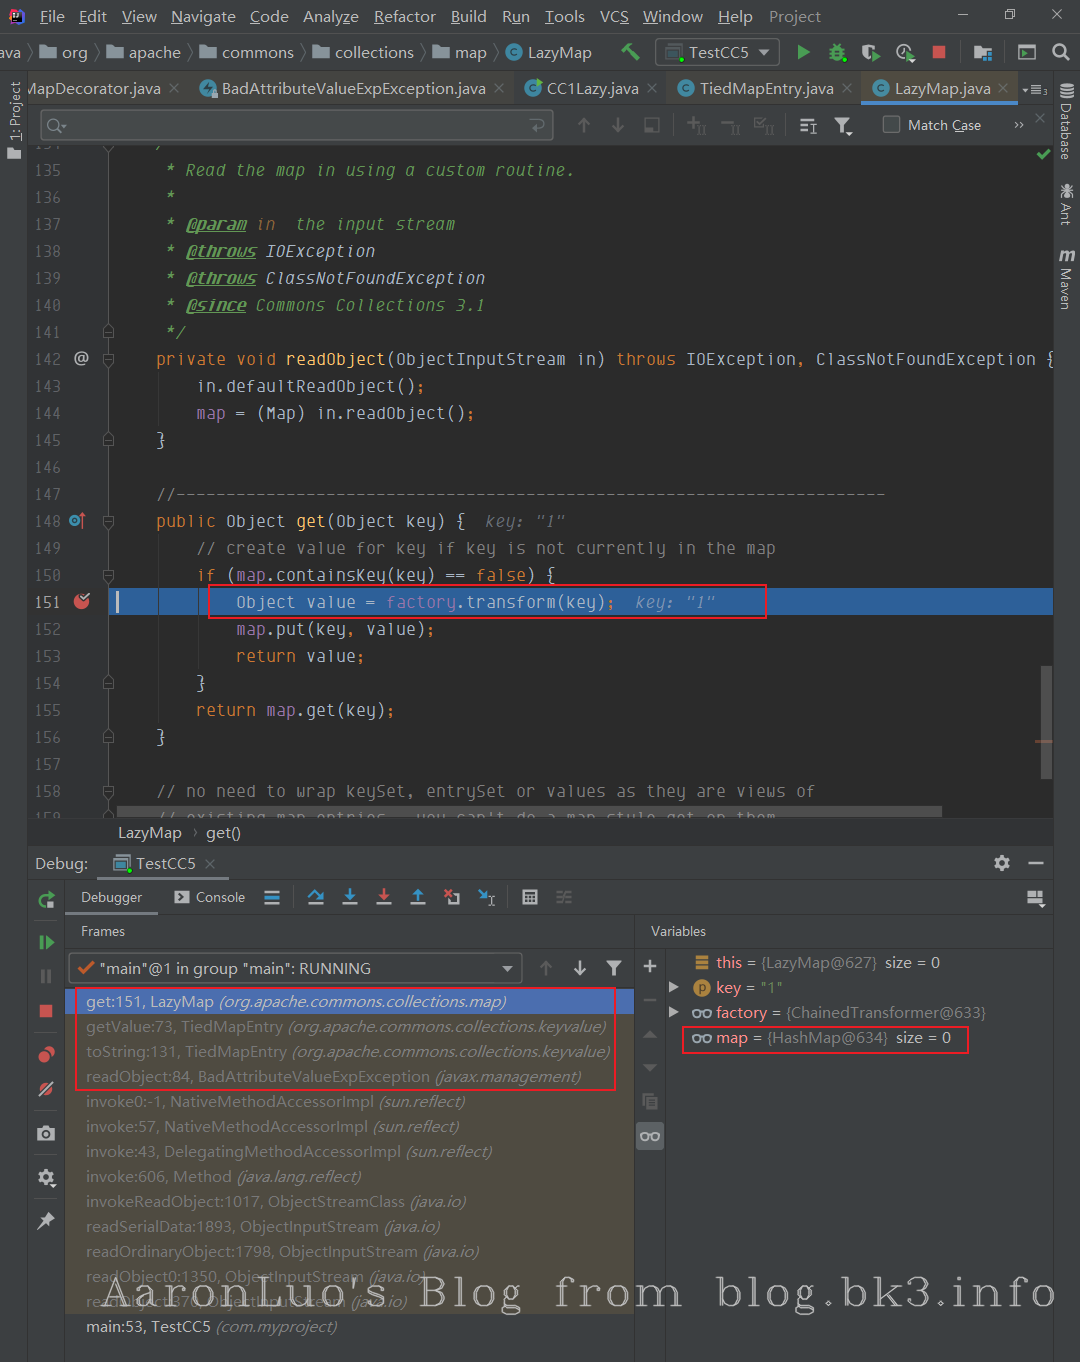 File Edit View Navigate Code Analyze Refactor Build Run Tools VCS Window Help Project
ava org apache commons collections map LazyMap TestCC5
MapDecorator.java BadAttributeValueExpException.java CC1Lazy.java TiedMapEntry.java LazyMap.java 3
Match Case
1: Project
Database
Ant
Maven
135 * Read the map in using a custom routine.
136 *
137 * @param in  the input stream
138 * @throws IOException
139 * @throws ClassNotFoundException
140 * @since Commons Collections 3.1
141 */
142 @ private void readObject(ObjectInputStream in) throws IOException, ClassNotFoundException {
143 in.defaultReadObject();
144 map = (Map) in.readObject();
145 }
146
147 //-----------------------------------------------------------------------
148 public Object get(Object key) { key: "1"
149 // create value for key if key is not currently in the map
150 if (map.containsKey(key) == false) {
151 Object value = factory.transform(key); key: "1"
152 map.put(key, value);
153 return value;
154 }
155 return map.get(key);
156 }
157
158 // no need to wrap keySet, entrySet or values as they are views of
159 // existing map entries - you can't do a map-style get on them
LazyMap get()
Debug: TestCC5
Debugger Console
Frames Variables
"main"@1 in group "main": RUNNING
get:151, LazyMap (org.apache.commons.collections.map)
getValue:73, TiedMapEntry (org.apache.commons.collections.keyvalue)
toString:131, TiedMapEntry (org.apache.commons.collections.keyvalue)
readObject:84, BadAttributeValueExpException (javax.management)
invoke0:-1, NativeMethodAccessorImpl (sun.reflect)
invoke:57, NativeMethodAccessorImpl (sun.reflect)
invoke:43, DelegatingMethodAccessorImpl (sun.reflect)
invoke:606, Method (java.lang.reflect)
invokeReadObject:1017, ObjectStreamClass (java.io)
readSerialData:1893, ObjectInputStream (java.io)
readOrdinaryObject:1798, ObjectInputStream (java.io)
readObject0:1350, ObjectInputStream (java.io)
readObject:370, ObjectInputStream (java.io)
main:53, TestCC5 (com.myproject)
this = {LazyMap@627} size = 0
key = "1"
factory = {ChainedTransformer@633}
map = {HashMap@634} size = 0
AaronLuo's Blog from blog.bk3.info